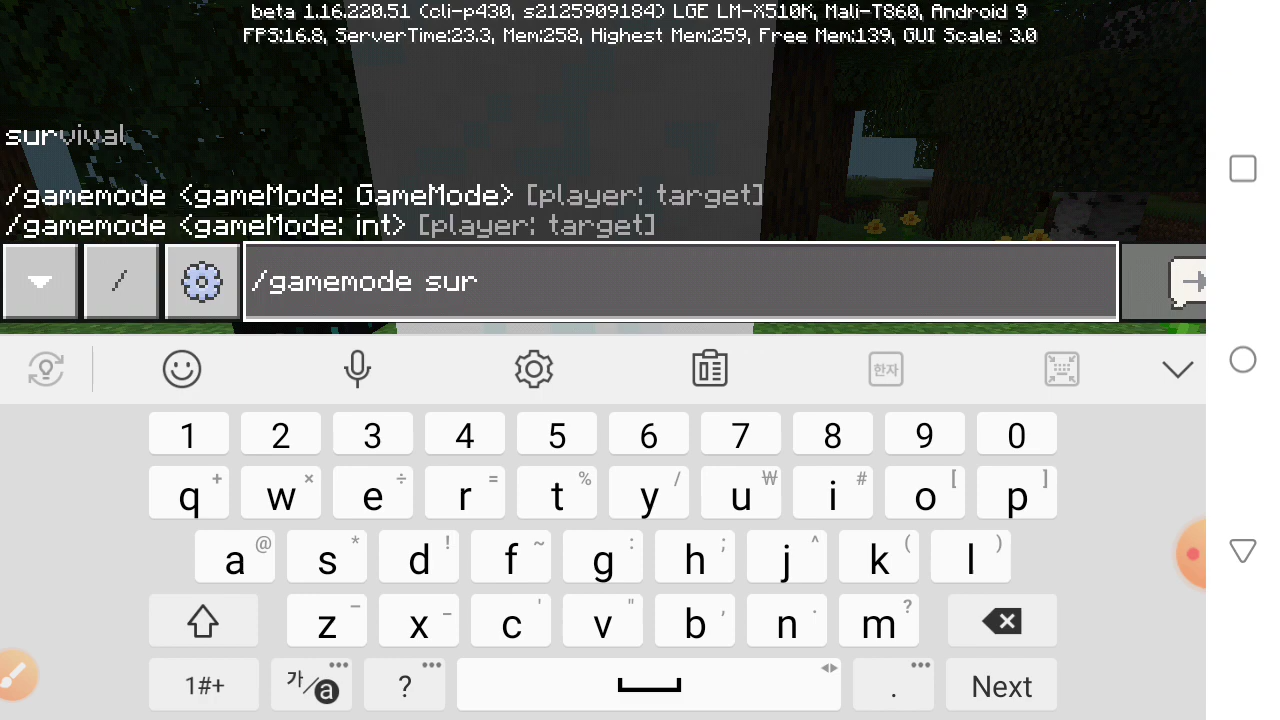 beta 1.16.220.51 (cli-p430, s2125909184) LGE LM-X510K, Mali-T860, Android 9
FPS:16.8, ServerTime:23.3, Mem:258, Highest Mem:259, Free Mem:139, GUI Scale: 3.0
survival
/gamemode <gameMode: GameMode> [player: target]
/gamemode <gameMode: int> [player: target]
/ /gamemode sur
한자
1 2 3 4 5 6 7 8 9 0
q + w × e ÷ r = t % y / u ₩ i # o [ p ]
a @ s * d ! f ~ g : h ; j ^ k ( l )
z – x - c ' v " b , n . m ?
1#+ 가/a ? . Next